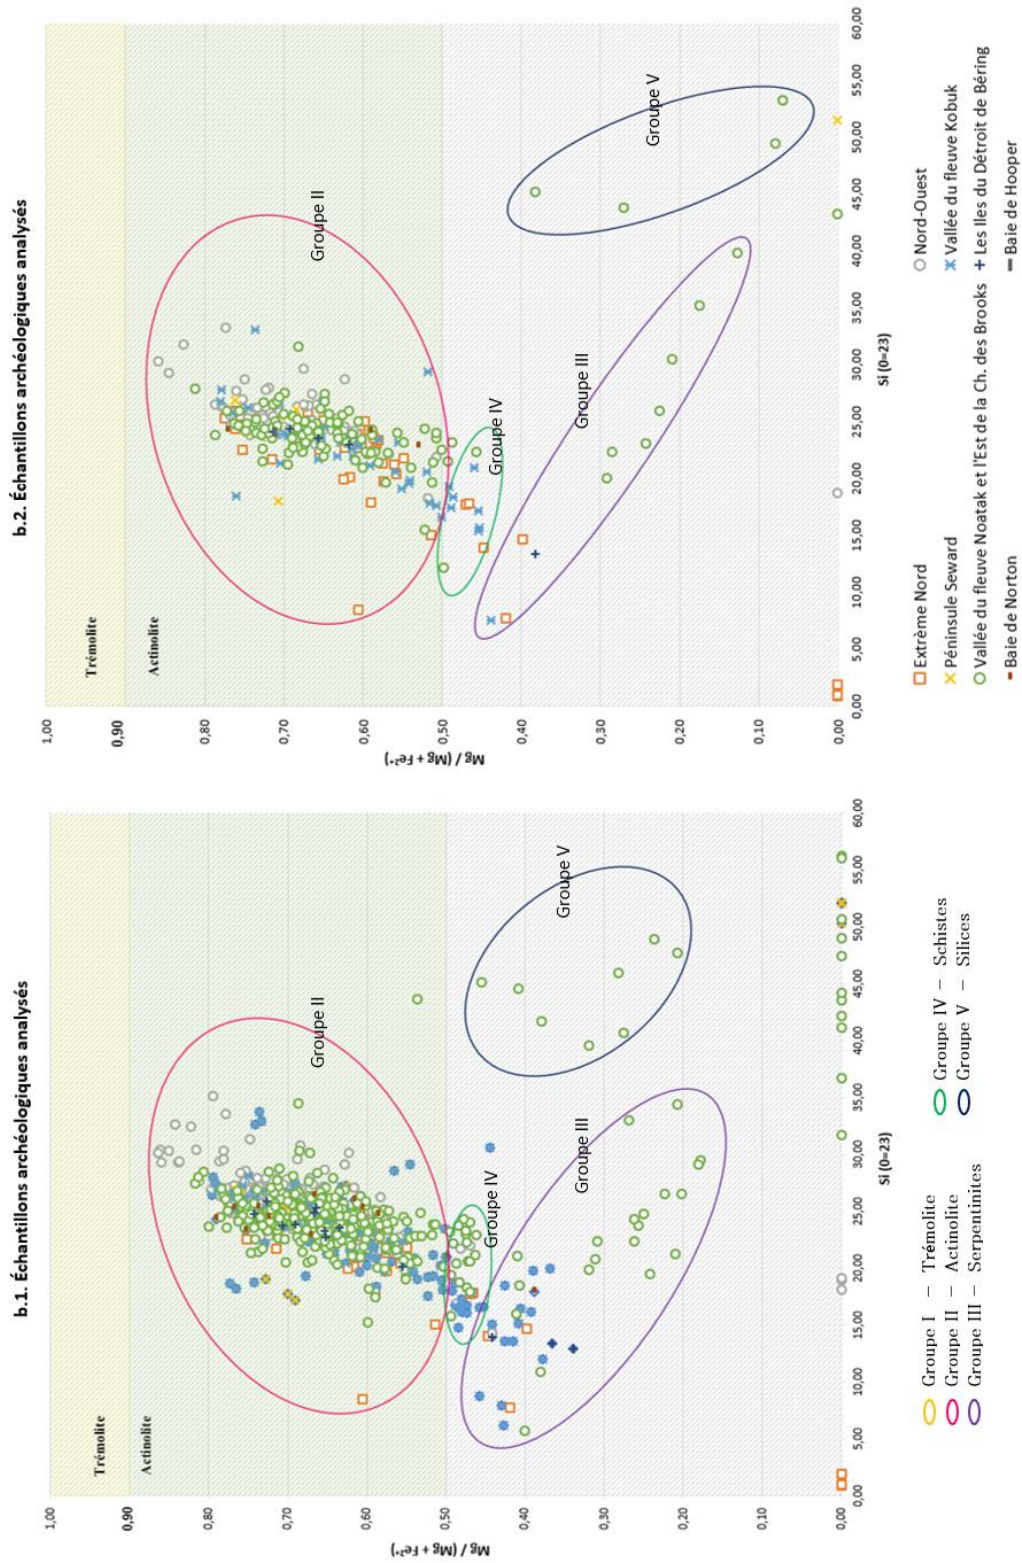 b.1. Échantillons archéologiques analysés
1,00
0,90
0,80
0,70
0,60
0,50
0,40
0,30
0,20
0,10
0,00
Mg / (Mg + Fe²⁺)
Trémolite
Actinolite
Groupe II
Groupe IV
Groupe III
Groupe V
0,00 5,00 10,00 15,00 20,00 25,00 30,00 35,00 40,00 45,00 50,00 55,00 60,00
Si (0=23)
Groupe I – Trémolite
Groupe II – Actinolite
Groupe III – Serpentinites
Groupe IV – Schistes
Groupe V – Silices
b.2. Échantillons archéologiques analysés
1,00
0,90
0,80
0,70
0,60
0,50
0,40
0,30
0,20
0,10
0,00
Mg / (Mg + Fe²⁺)
Trémolite
Actinolite
Groupe II
Groupe IV
Groupe III
Groupe V
0,00 5,00 10,00 15,00 20,00 25,00 30,00 35,00 40,00 45,00 50,00 55,00 60,00
Si (0=23)
Extrême Nord
Nord-Ouest
Péninsule Seward
Vallée du fleuve Kobuk
Vallée du fleuve Noatak et l'Est de la Ch. des Brooks
Les Iles du Détroit de Béring
Baie de Norton
Baie de Hooper